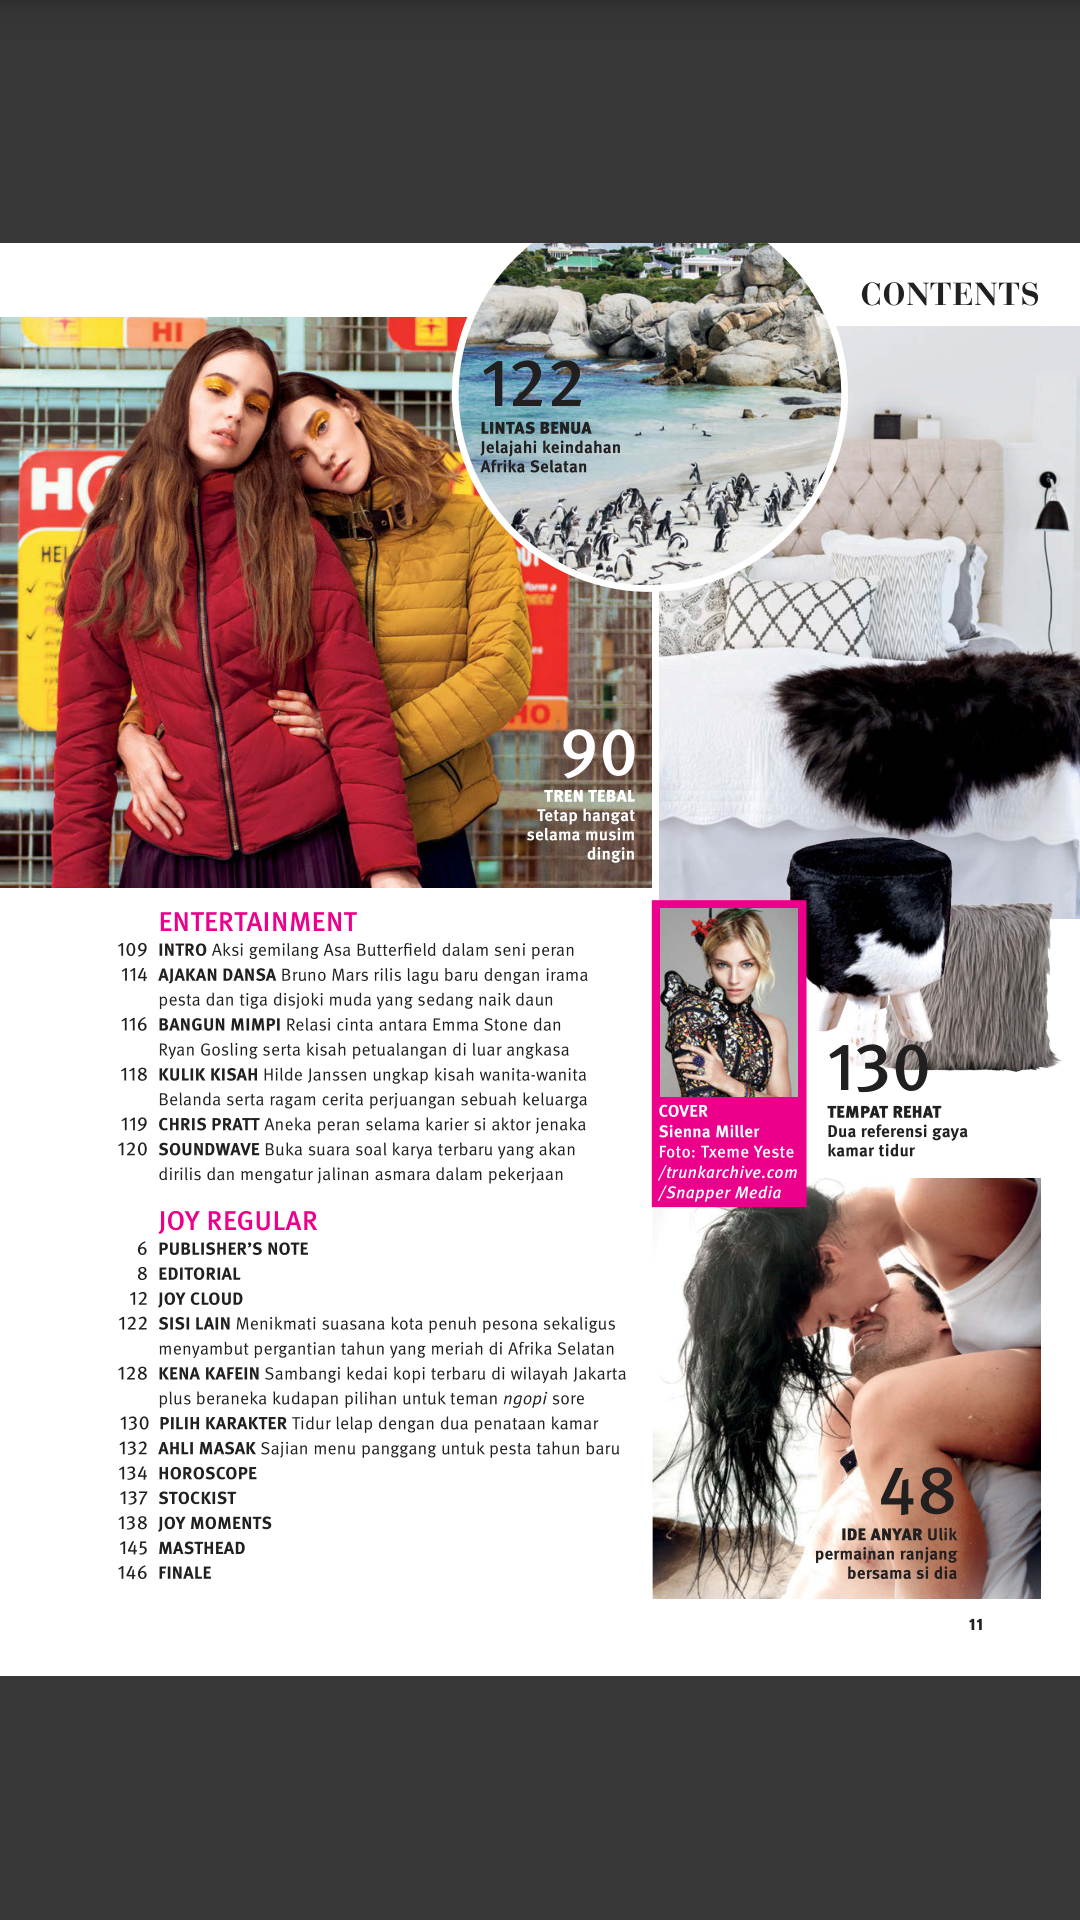 CONTENTS
HI
HEL
HO
122
LINTAS BENUA
Jelajahi keindahan
Afrika Selatan
90
TREN TEBAL
Tetap hangat
selama musim
dingin
ENTERTAINMENT
109 INTRO Aksi gemilang Asa Butterfield dalam seni peran
114 AJAKAN DANSA Bruno Mars rilis lagu baru dengan irama
pesta dan tiga disjoki muda yang sedang naik daun
116 BANGUN MIMPI Relasi cinta antara Emma Stone dan
Ryan Gosling serta kisah petualangan di luar angkasa
118 KULIK KISAH Hilde Janssen ungkap kisah wanita-wanita
Belanda serta ragam cerita perjuangan sebuah keluarga
119 CHRIS PRATT Aneka peran selama karier si aktor jenaka
120 SOUNDWAVE Buka suara soal karya terbaru yang akan
dirilis dan mengatur jalinan asmara dalam pekerjaan
JOY REGULAR
6 PUBLISHER’S NOTE
8 EDITORIAL
12 JOY CLOUD
122 SISI LAIN Menikmati suasana kota penuh pesona sekaligus
menyambut pergantian tahun yang meriah di Afrika Selatan
128 KENA KAFEIN Sambangi kedai kopi terbaru di wilayah Jakarta
plus beraneka kudapan pilihan untuk teman ngopi sore
130 PILIH KARAKTER Tidur lelap dengan dua penataan kamar
132 AHLI MASAK Sajian menu panggang untuk pesta tahun baru
134 HOROSCOPE
137 STOCKIST
138 JOY MOMENTS
145 MASTHEAD
146 FINALE
COVER
Sienna Miller
Foto: Txeme Yeste
/trunkarchive.com
/Snapper Media
130
TEMPAT REHAT
Dua referensi gaya
kamar tidur
48
IDE ANYAR Ulik
permainan ranjang
bersama si dia
11